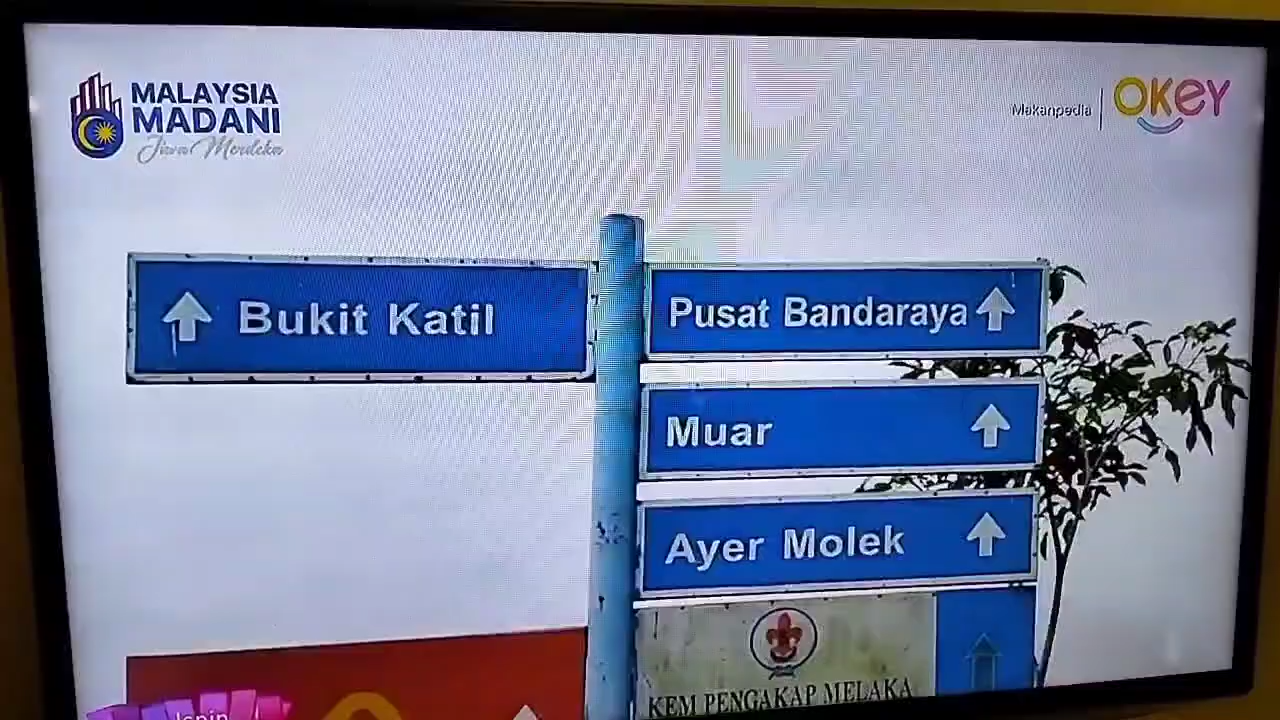 MALAYSIA
MADANI
Jiwa Merdeka
Makanpedia
OKEY
Bukit Katil
Pusat Bandaraya
Muar
Ayer Molek
KEM PENGAKAP MELAKA